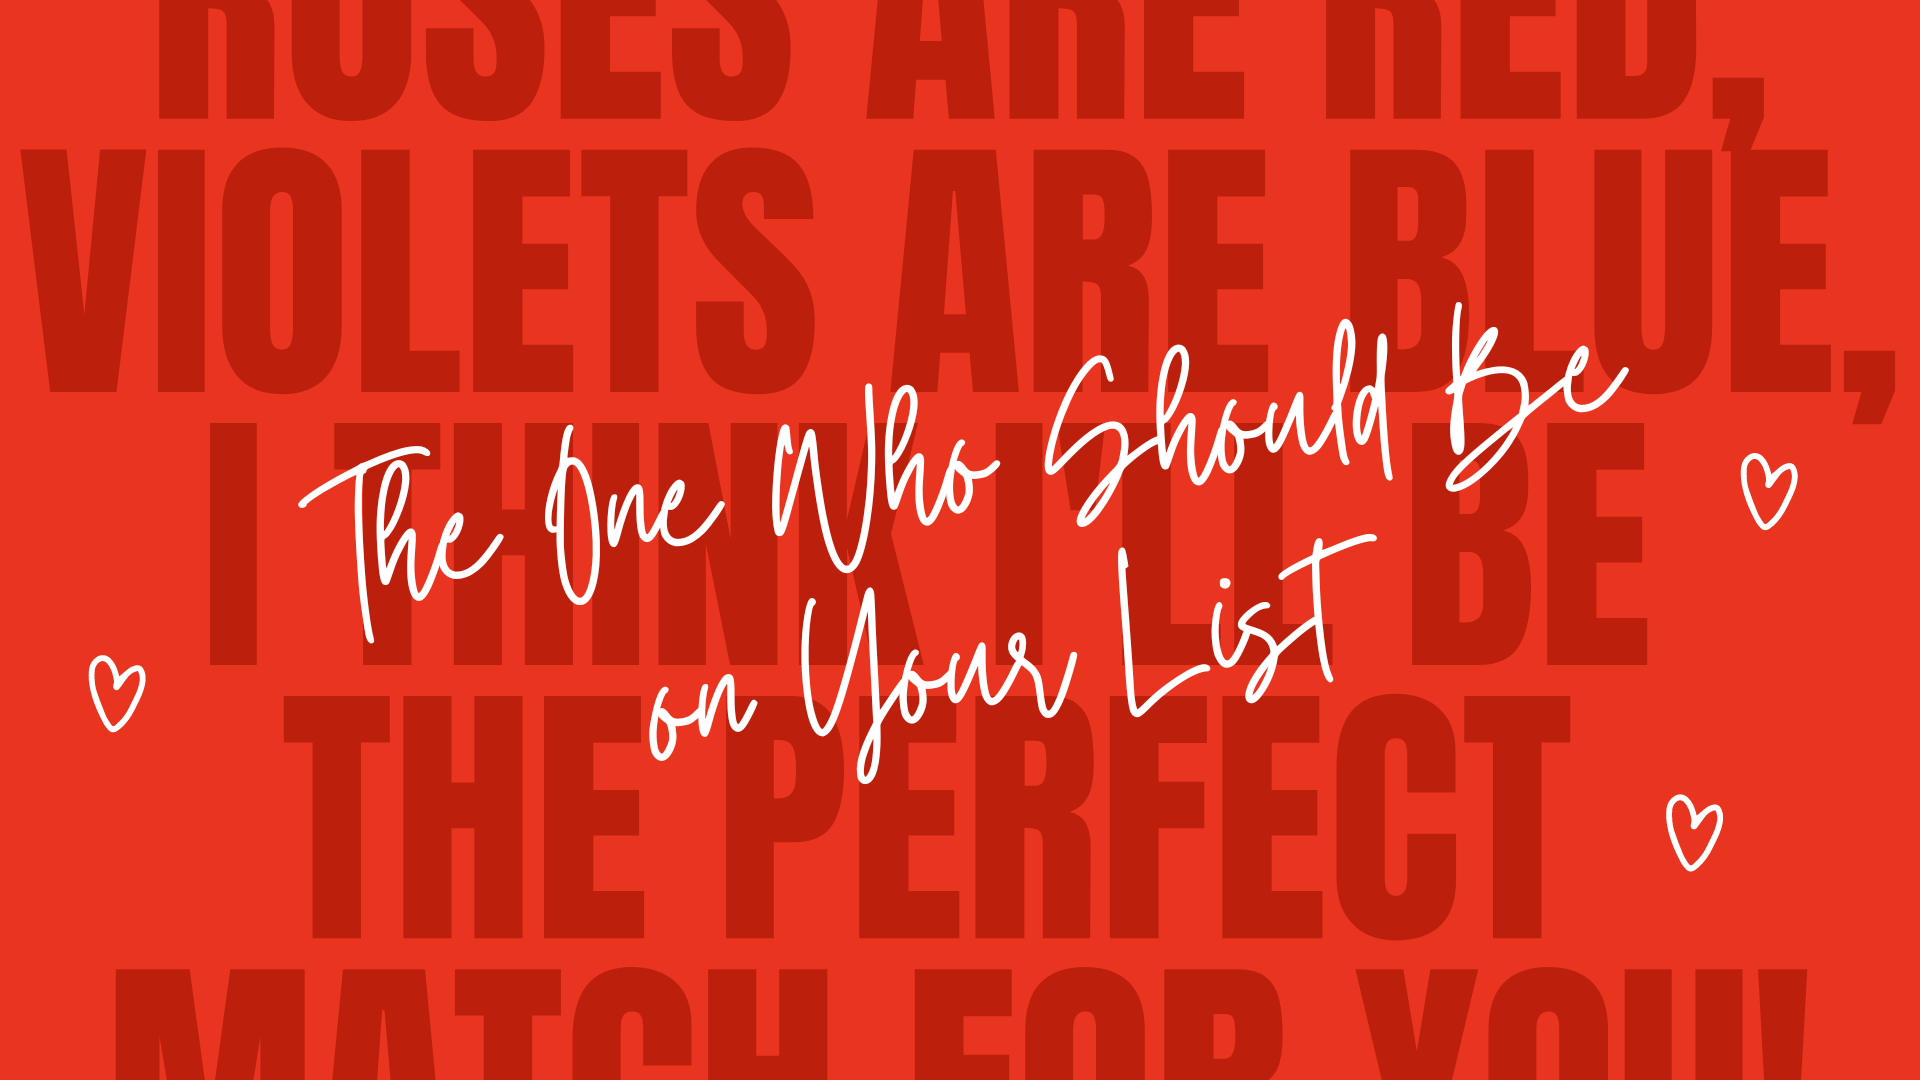 ROSES ARE RED,
VIOLETS ARE BLUE,
I THINK I'LL BE
THE PERFECT
MATCH FOR YOU!
The One Who Should Be
on Your List